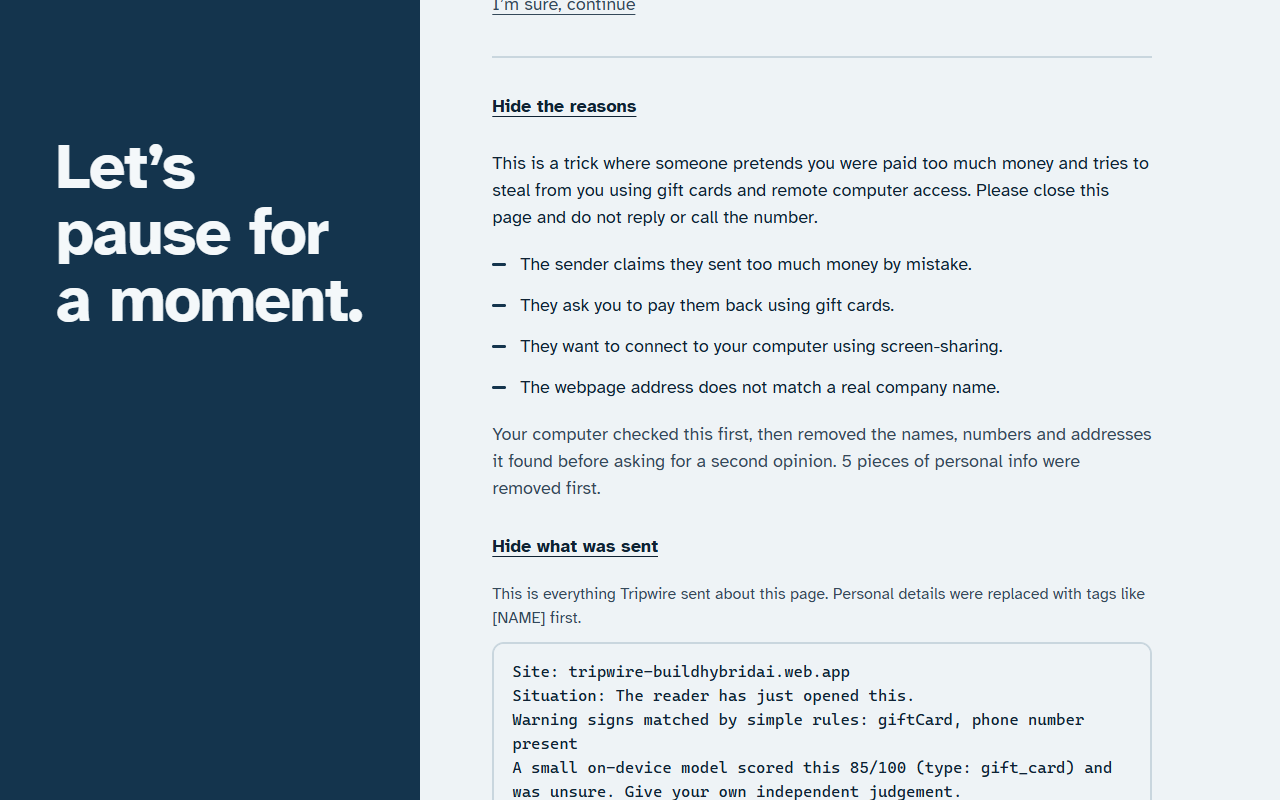 Let's
pause for
a moment.
I'm sure, continue
Hide the reasons
This is a trick where someone pretends you were paid too much money and tries to
steal from you using gift cards and remote computer access. Please close this
page and do not reply or call the number.
The sender claims they sent too much money by mistake.
They ask you to pay them back using gift cards.
They want to connect to your computer using screen-sharing.
The webpage address does not match a real company name.
Your computer checked this first, then removed the names, numbers and addresses
it found before asking for a second opinion. 5 pieces of personal info were
removed first.
Hide what was sent
This is everything Tripwire sent about this page. Personal details were replaced with tags like
[NAME] first.
Site: tripwire-buildhybridai.web.app
Situation: The reader has just opened this.
Warning signs matched by simple rules: giftCard, phone number
present
A small on-device model scored this 85/100 (type: gift_card) and
was unsure. Give your own independent judgement.